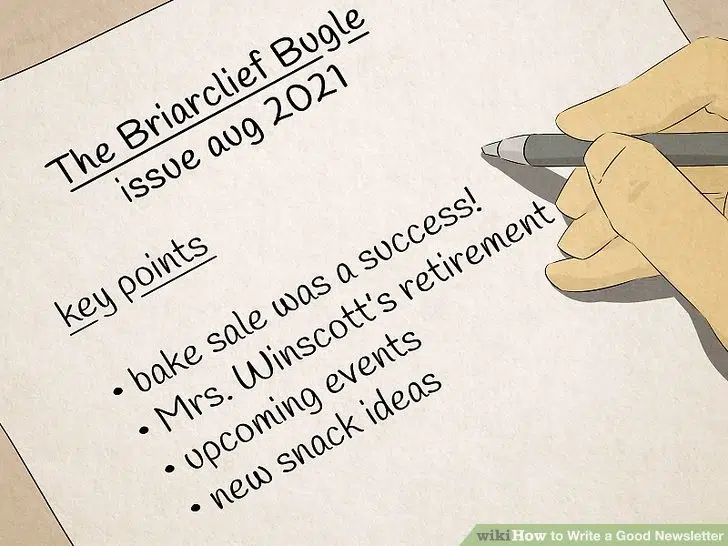 The Briarclief Bugle
issue aug 2021
key points
• bake sale was a success!
• Mrs. Winscott's retirement
• upcoming events
• new snack ideas
wikiHow to Write a Good Newsletter